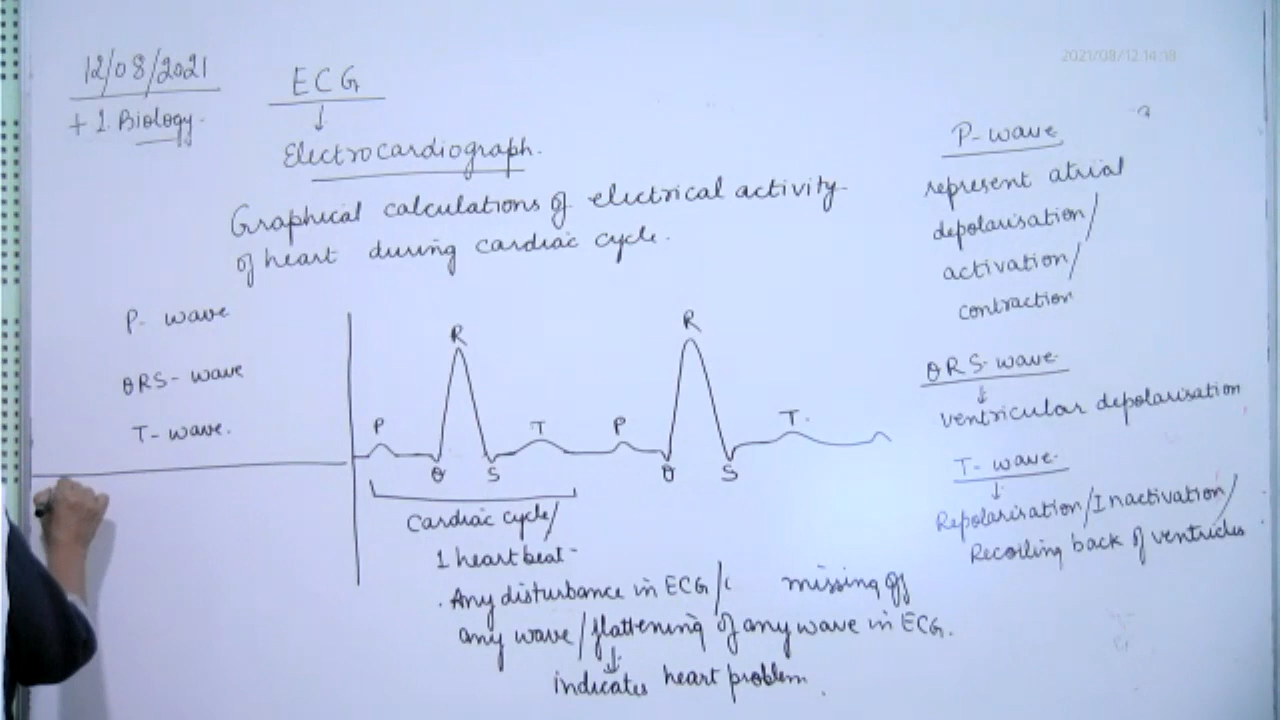 2021/08/12 14:18
12/08/2021
+1 Biology.
ECG
↓
Electrocardiograph.
Graphical calculations of electrical activity
of heart during cardiac cycle.
P- wave
QRS- wave
T- wave.
R
R
P
T
P
T.
Q
S
Q
S
Cardiac cycle/
1 heart beat-
. Any disturbance in ECG/ missing of
any wave/flattening of any wave in ECG.
↓
indicates heart problem.
P-wave
represent atrial
depolarisation/
activation/
contraction
QRS-wave.
↓
ventricular depolarisation
T-wave.
↓
Repolarisation/Inactivation/
Recoiling back of ventricles